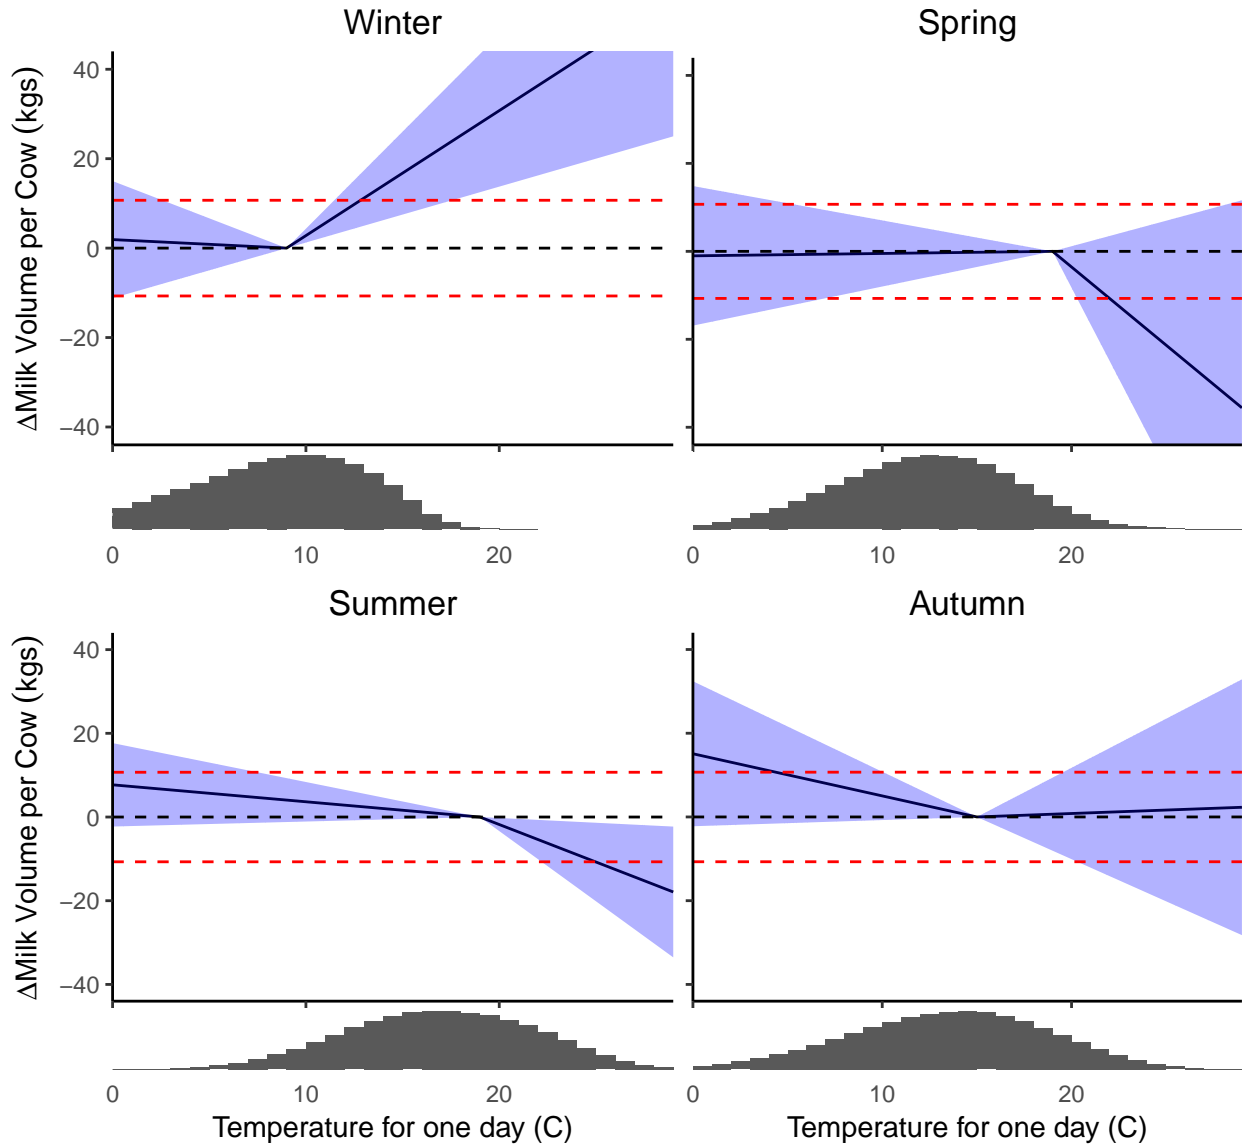 Winter
Spring
ΔMilk Volume per Cow (kgs)
40
20
0
−20
−40
0 10 20
0 10 20
Summer
Autumn
ΔMilk Volume per Cow (kgs)
40
20
0
−20
−40
0 10 20
0 10 20
Temperature for one day (C)
Temperature for one day (C)